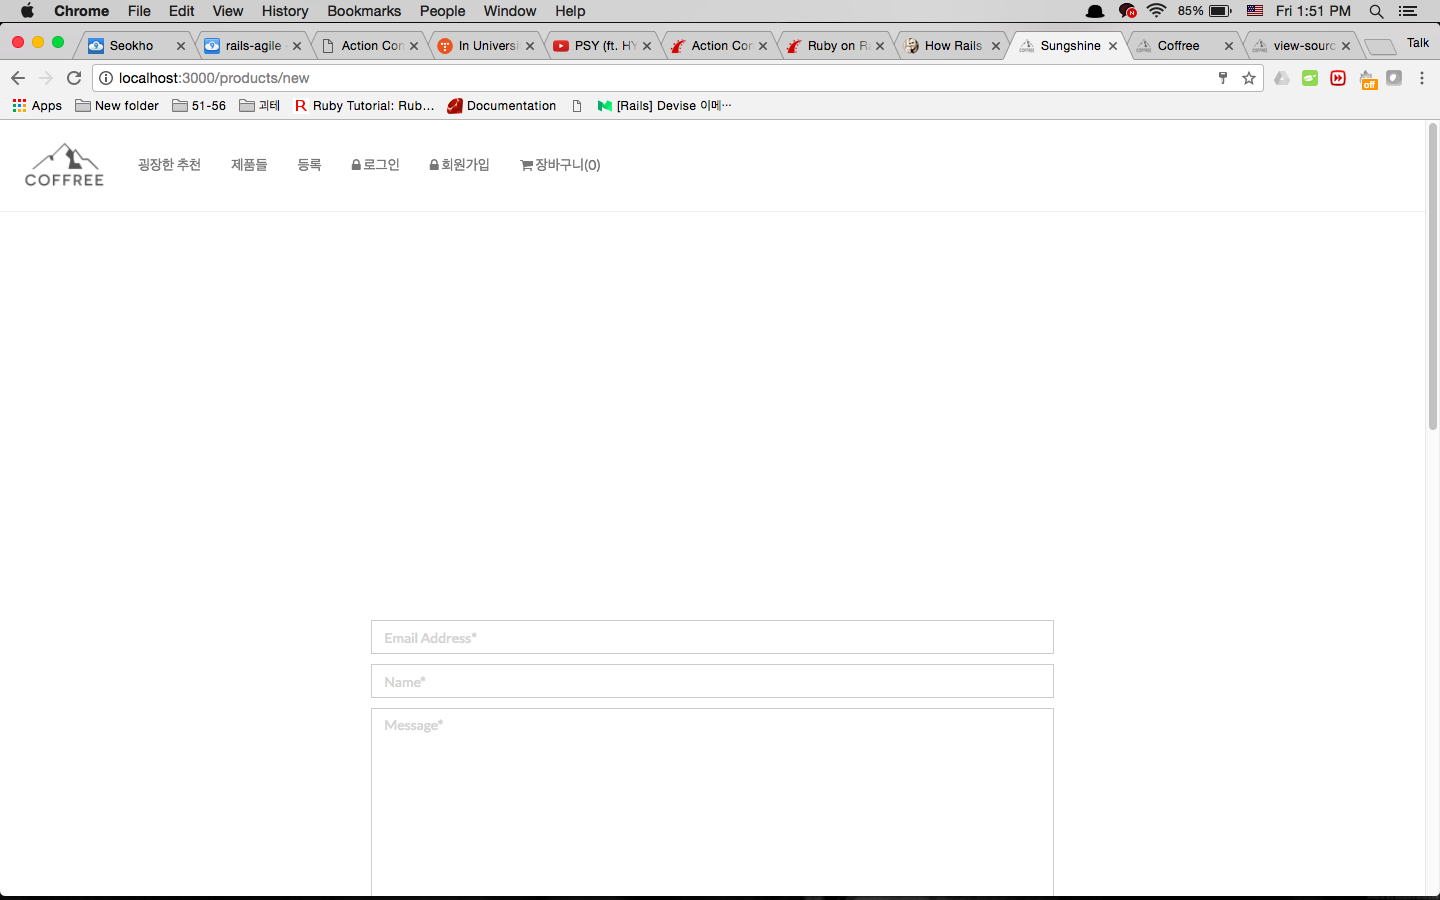 Chrome File Edit View History Bookmarks People Window Help 85% Fri 1:51 PM
Seokho rails-agile Action Con In Universi PSY (ft. HY Action Con Ruby on Ra How Rails Sungshine Coffree view-sourc Talk
localhost:3000/products/new off
Apps New folder 51-56 괴테 Ruby Tutorial: Rub... Documentation [Rails] Devise 이메...
COFFREE 굉장한 추천 제품들 등록 로그인 회원가입 장바구니(0)
Email Address*
Name*
Message*